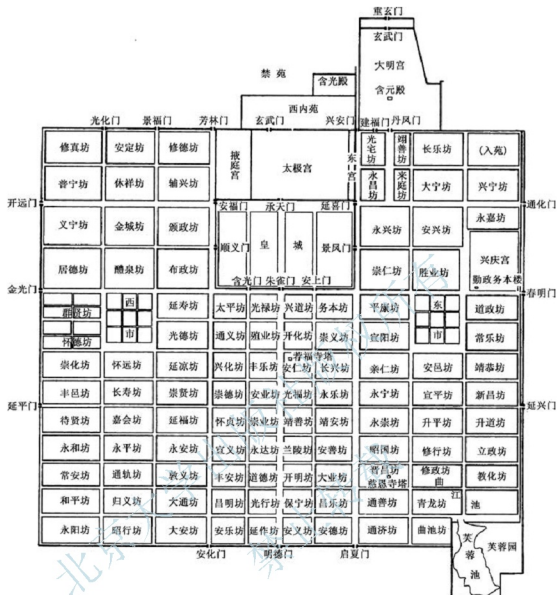 重玄门
玄武门
大明宫
含元殿
禁苑
含光殿
西内苑
光化门 景福门 芳林门 玄武门 兴安门 建福门 丹凤门
修真坊 安定坊 修德坊 掖庭宫 太极宫 东宫 光宅坊 翊善坊 长乐坊 (入苑)
普宁坊 休祥坊 辅兴坊 永昌坊 来庭坊 大宁坊 兴宁坊
开远门 安福门 承天门 延喜门 通化门
义宁坊 金城坊 颁政坊 顺义门 皇城 景风门 永兴坊 安兴坊 永嘉坊
居德坊 醴泉坊 布政坊 崇仁坊 胜业坊 兴庆宫
勤政务本楼
金光门 含光门 朱雀门 安上门 春明门
群贤坊 西市 延寿坊 太平坊 光禄坊 兴道坊 务本坊 平康坊 东市 道政坊
怀德坊 光德坊 通义坊 殖业坊 开化坊 崇义坊 宣阳坊 常乐坊
荐福寺塔
崇化坊 怀远坊 延凉坊 兴化坊 丰乐坊 安仁坊 长兴坊 亲仁坊 安邑坊 靖恭坊
丰邑坊 长寿坊 崇贤坊 崇德坊 安业坊 光福坊 永乐坊 永宁坊 宣平坊 新昌坊
延平门 延兴门
待贤坊 嘉会坊 延福坊 怀贞坊 崇业坊 靖善坊 靖安坊 永崇坊 升平坊 升道坊
永和坊 永平坊 永安坊 宣义坊 永达坊 兰陵坊 安善坊 昭国坊 修行坊 立政坊
常安坊 通轨坊 敦义坊 丰安坊 道德坊 开明坊 大业坊 晋昌坊 修政坊 教化坊
慈恩寺塔 曲
江
和平坊 归义坊 大通坊 昌明坊 光行坊 保宁坊 昌乐坊 通善坊 青龙坊 池
永阳坊 昭行坊 大安坊 安乐坊 延作坊 安义坊 安德坊 通济坊 曲池坊
芙蓉池 芙蓉园
安化门 明德门 启夏门